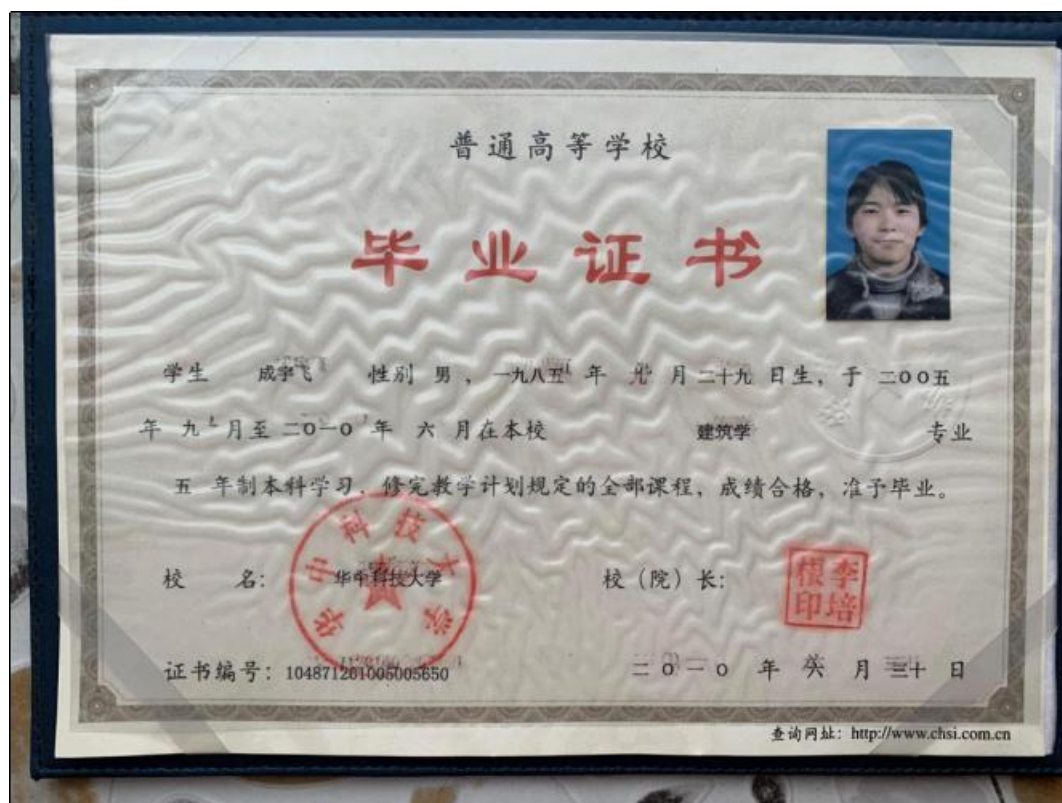 普通高等学校
毕业证书
学生 成宇飞 性别 男，一九八五年 月 二十九 日生，于 二00五
年 九 月至 二0一0 年 六 月在本校 建筑学 专业
五 年制本科学习，修完教学计划规定的全部课程，成绩合格，准予毕业。
校 名： 华中科技大学 校（院）长：
华中科技大学
李培根印
证书编号：104871201005005650 二0一0 年 六 月 三十 日
查询网址：http://www.chsi.com.cn